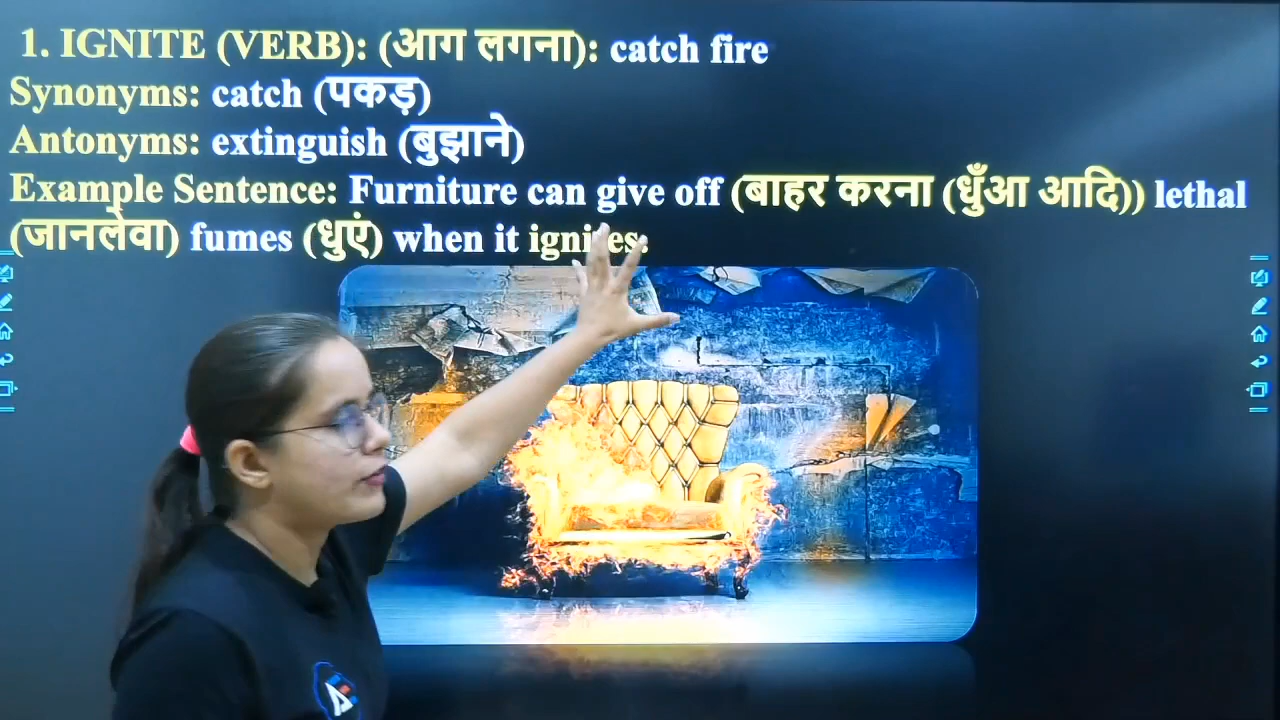 1. IGNITE (VERB): (आग लगना): catch fire
Synonyms: catch (पकड़)
Antonyms: extinguish (बुझाने)
Example Sentence: Furniture can give off (बाहर करना (धुँआ आदि)) lethal
(जानलेवा) fumes (धुएं) when it ignites.